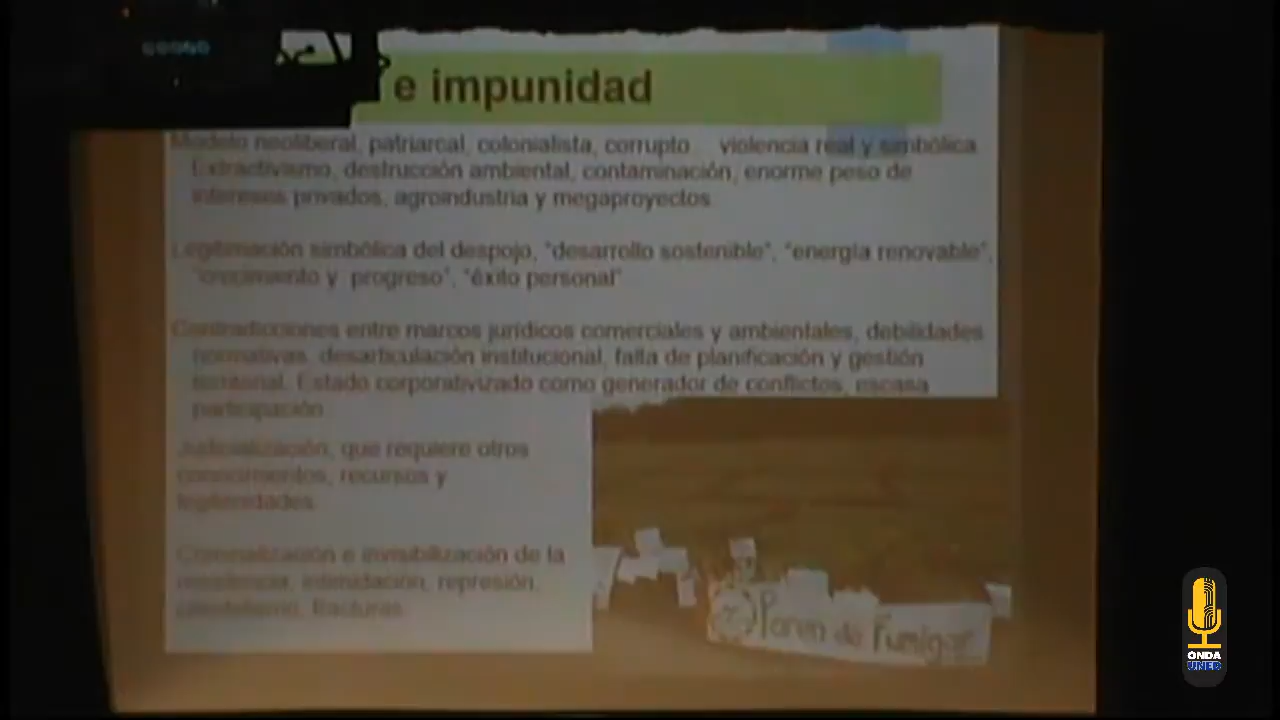 e impunidad
Modelo neoliberal, patriarcal, colonialista, corrupto violencia real y simbólica
Extractivismo, destrucción ambiental, contaminación, enorme peso de
intereses privados, agroindustria y megaproyectos
Legitimación simbólica del despojo, "desarrollo sostenible", "energía renovable",
"crecimiento y progreso", "éxito personal"
Contradicciones entre marcos jurídicos comerciales y ambientales, debilidades
normativas, desarticulación institucional, falta de planificación y gestión
territorial. Estado corporativizado como generador de conflictos, escasa
participación
Judicialización, que requiere otros
conocimientos, recursos y
legitimidades
Criminalización e invisibilización de la
resistencia, intimidación, represión,
clientelismo, fracturas
Paren de Fumigar
ONDA
UNEB